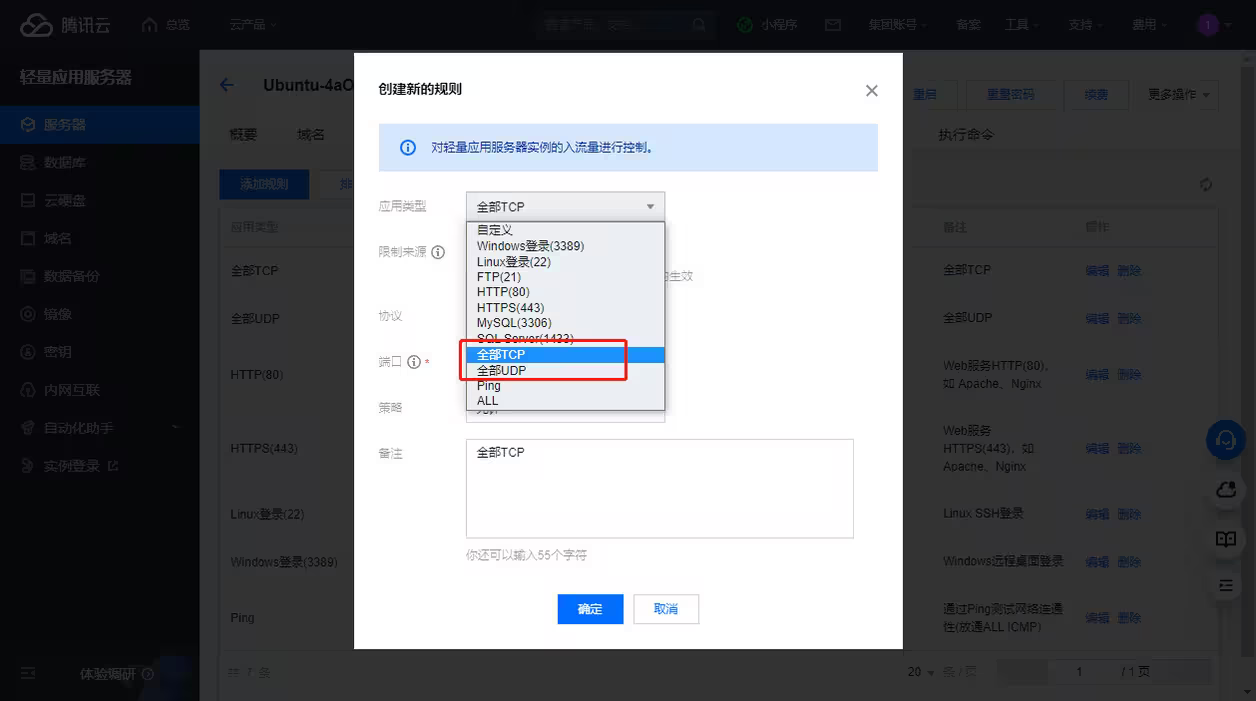 腾讯云
总览
云产品
小程序
集团账号
备案
工具
支持
费用
1
轻量应用服务器
服务器
数据库
云硬盘
域名
数据备份
镜像
密钥
内网互联
自动化助手
实例登录
体验调研
Ubuntu-4aO
重启
重置密码
续费
更多操作
概要
域名
执行命令
添加规则
排
应用类型
备注
操作
全部TCP
全部TCP
编辑 删除
全部UDP
全部UDP
编辑 删除
HTTP(80)
Web服务HTTP(80),
如 Apache、Nginx
编辑 删除
HTTPS(443)
Web服务
HTTPS(443)，如
Apache、Nginx
编辑 删除
Linux登录(22)
Linux SSH登录
编辑 删除
Windows登录(3389)
Windows远程桌面登录
编辑 删除
Ping
通过Ping测试网络连通
性(放通ALL ICMP)
编辑 删除
共 7 条
20
条 / 页
1
/ 1 页
创建新的规则
对轻量应用服务器实例的入流量进行控制。
应用类型
全部TCP
自定义
Windows登录(3389)
Linux登录(22)
FTP(21)
HTTP(80)
HTTPS(443)
MySQL(3306)
SQL Server(1433)
全部TCP
全部UDP
Ping
ALL
限制来源
生效
协议
端口 *
策略
备注
全部TCP
你还可以输入55个字符
确定
取消